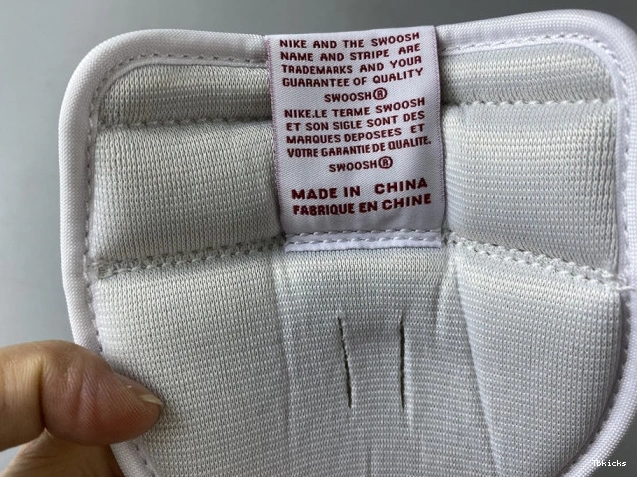 NIKE AND THE SWOOSH
NAME AND STRIPE ARE
TRADEMARKS AND YOUR
GUARANTEE OF QUALITY
SWOOSH®
NIKE.LE TERME SWOOSH
ET SON SIGLE SONT DES
MARQUES DEPOSEES ET
VOTRE GARANTIE DE QUALITE.
SWOOSH®
MADE IN CHINA
FABRIQUE EN CHINE
Tbkicks